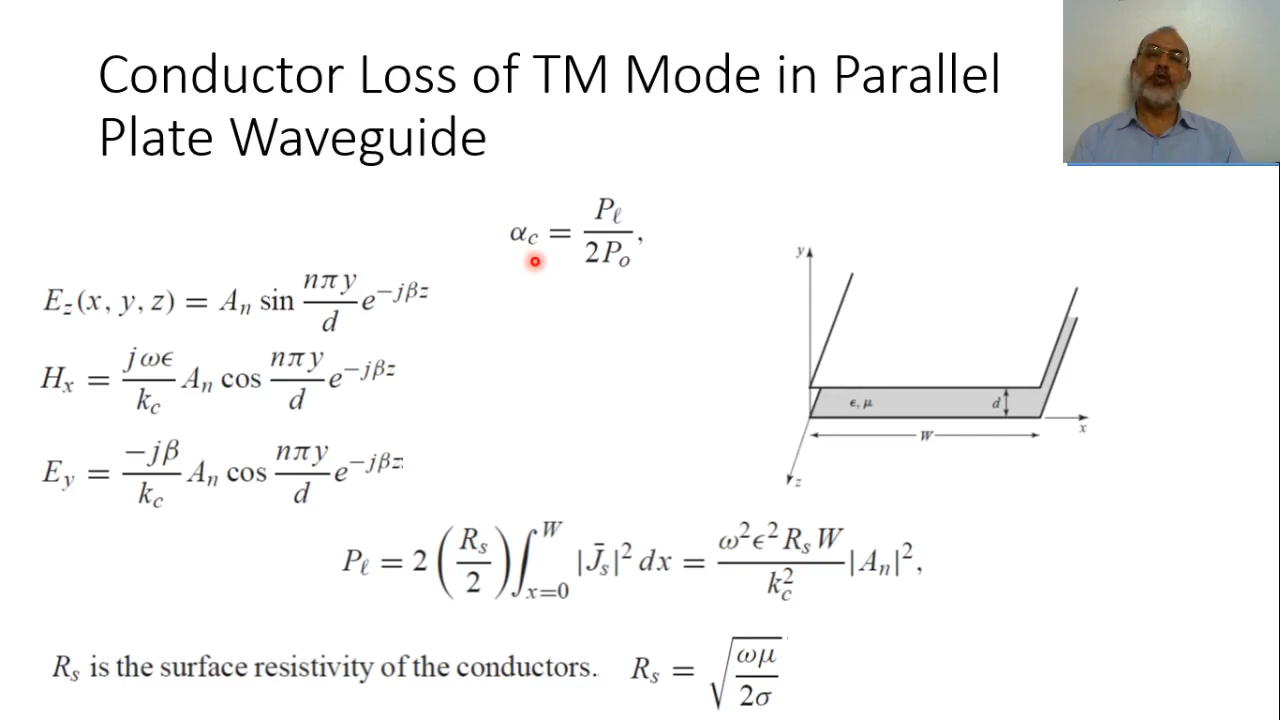 Conductor Loss of TM Mode in Parallel
Plate Waveguide
α_c = P_ℓ / 2P_o,
E_z(x, y, z) = A_n sin (nπy / d) e^{−jβz}
H_x = (jωϵ / k_c) A_n cos (nπy / d) e^{−jβz}
E_y = (−jβ / k_c) A_n cos (nπy / d) e^{−jβz}
y
ϵ, μ
d
x
W
z
P_ℓ = 2 (R_s / 2) ∫_{x=0}^{W} |J̄_s|² dx = (ω²ϵ²R_sW / k_c²) |A_n|²,
R_s is the surface resistivity of the conductors. R_s = √(ωμ / 2σ)